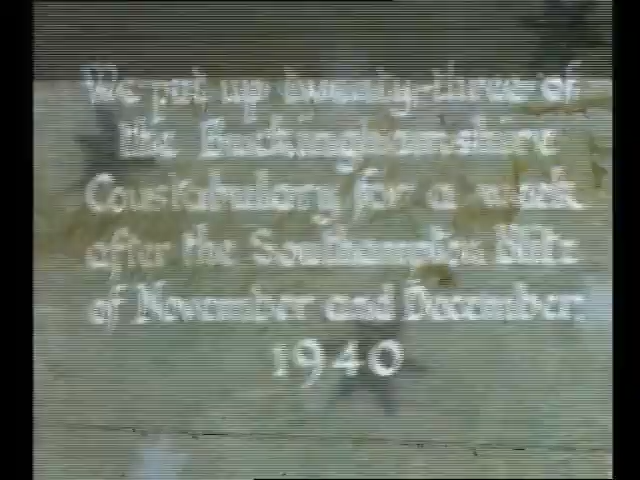 We put up twenty-three of
the Buckinghamshire
Constabulary for a week
after the Southampton Blitz
of November and December,
1940